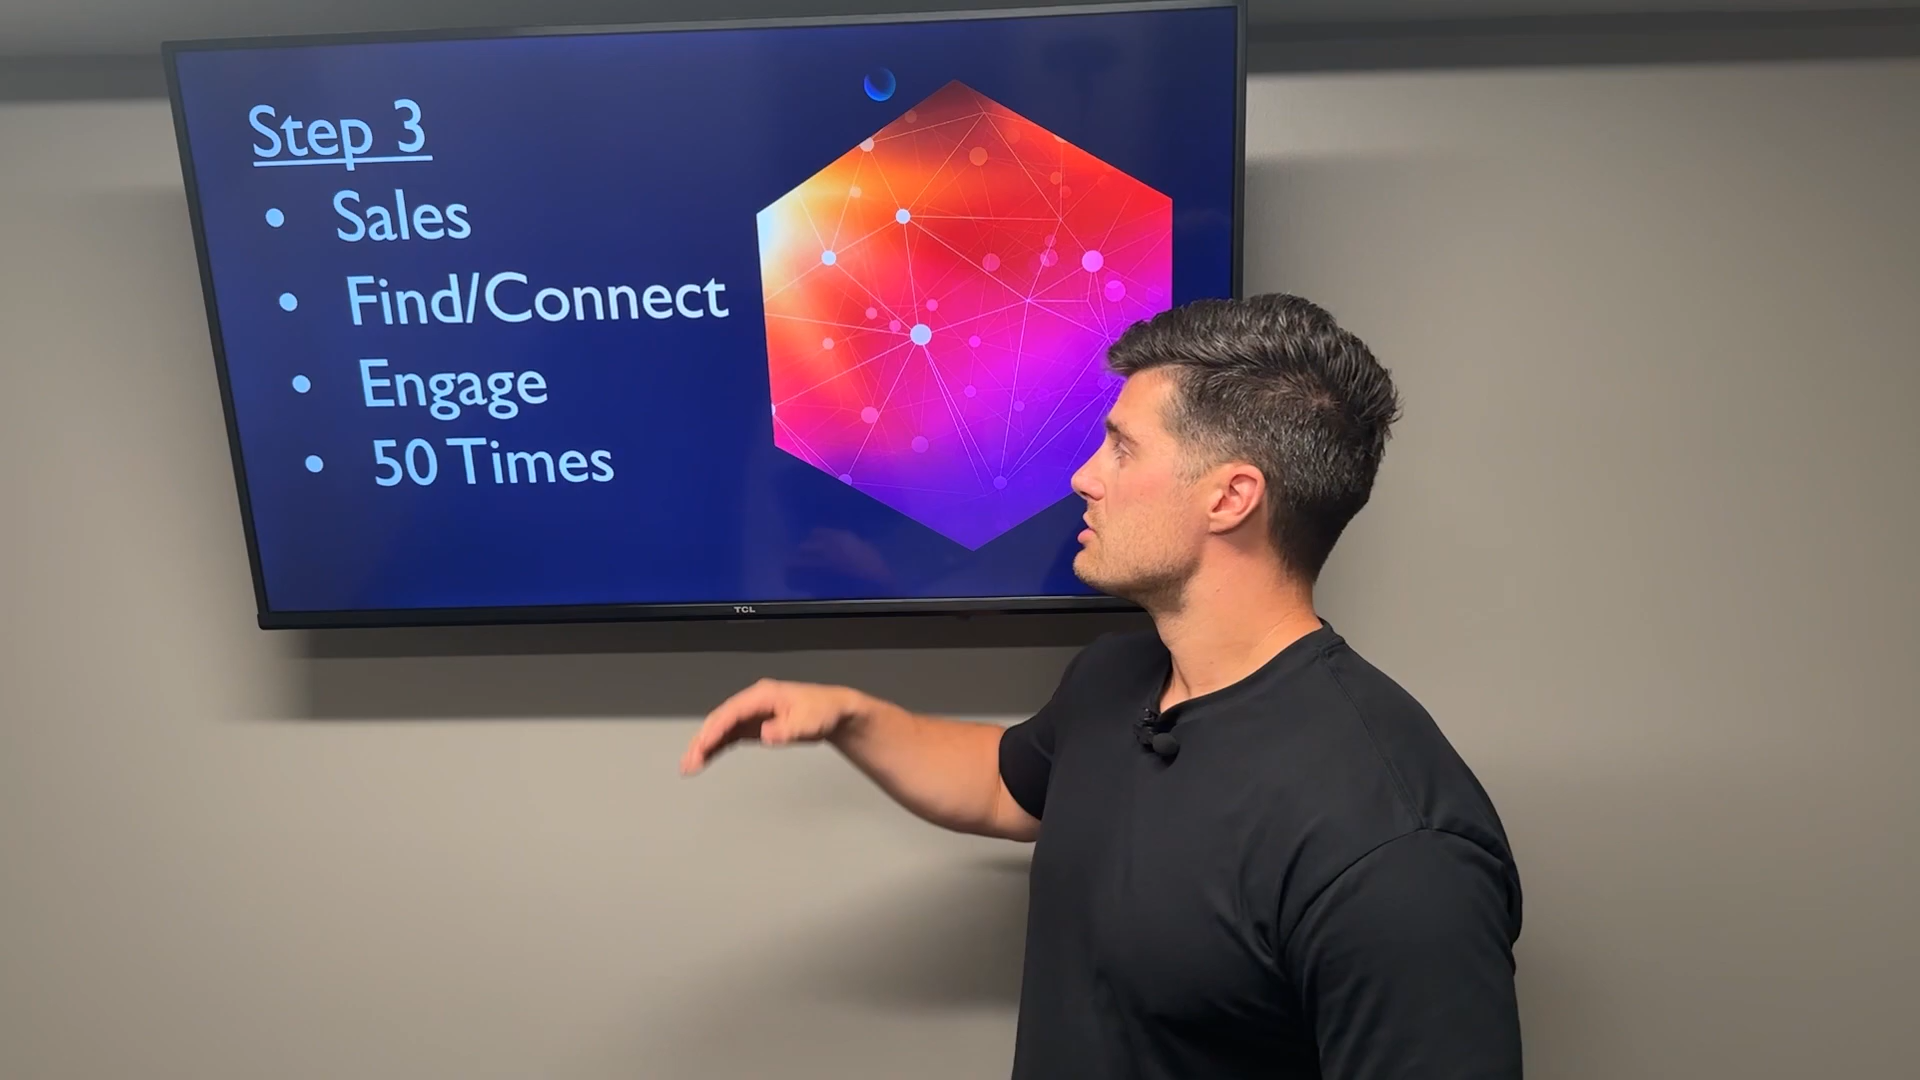 Step 3
• Sales
• Find/Connect
• Engage
• 50 Times
TCL